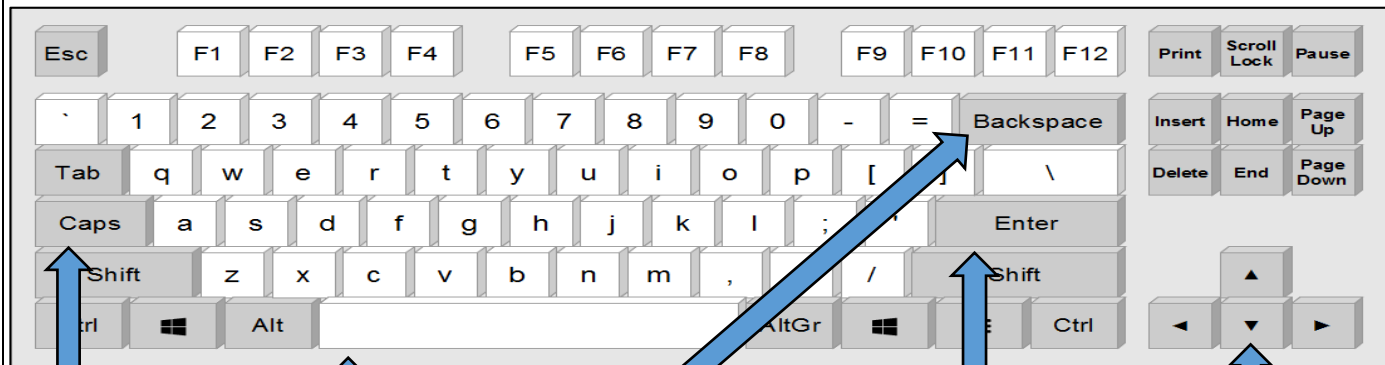 Esc F1 F2 F3 F4 F5 F6 F7 F8 F9 F10 F11 F12 Print Scroll Lock Pause
` 1 2 3 4 5 6 7 8 9 0 - = Backspace Insert Home Page Up
Tab q w e r t y u i o p [ ] \ Delete End Page Down
Caps a s d f g h j k l ; ' Enter
Shift z x c v b n m , / Shift
Alt AltGr Ctrl